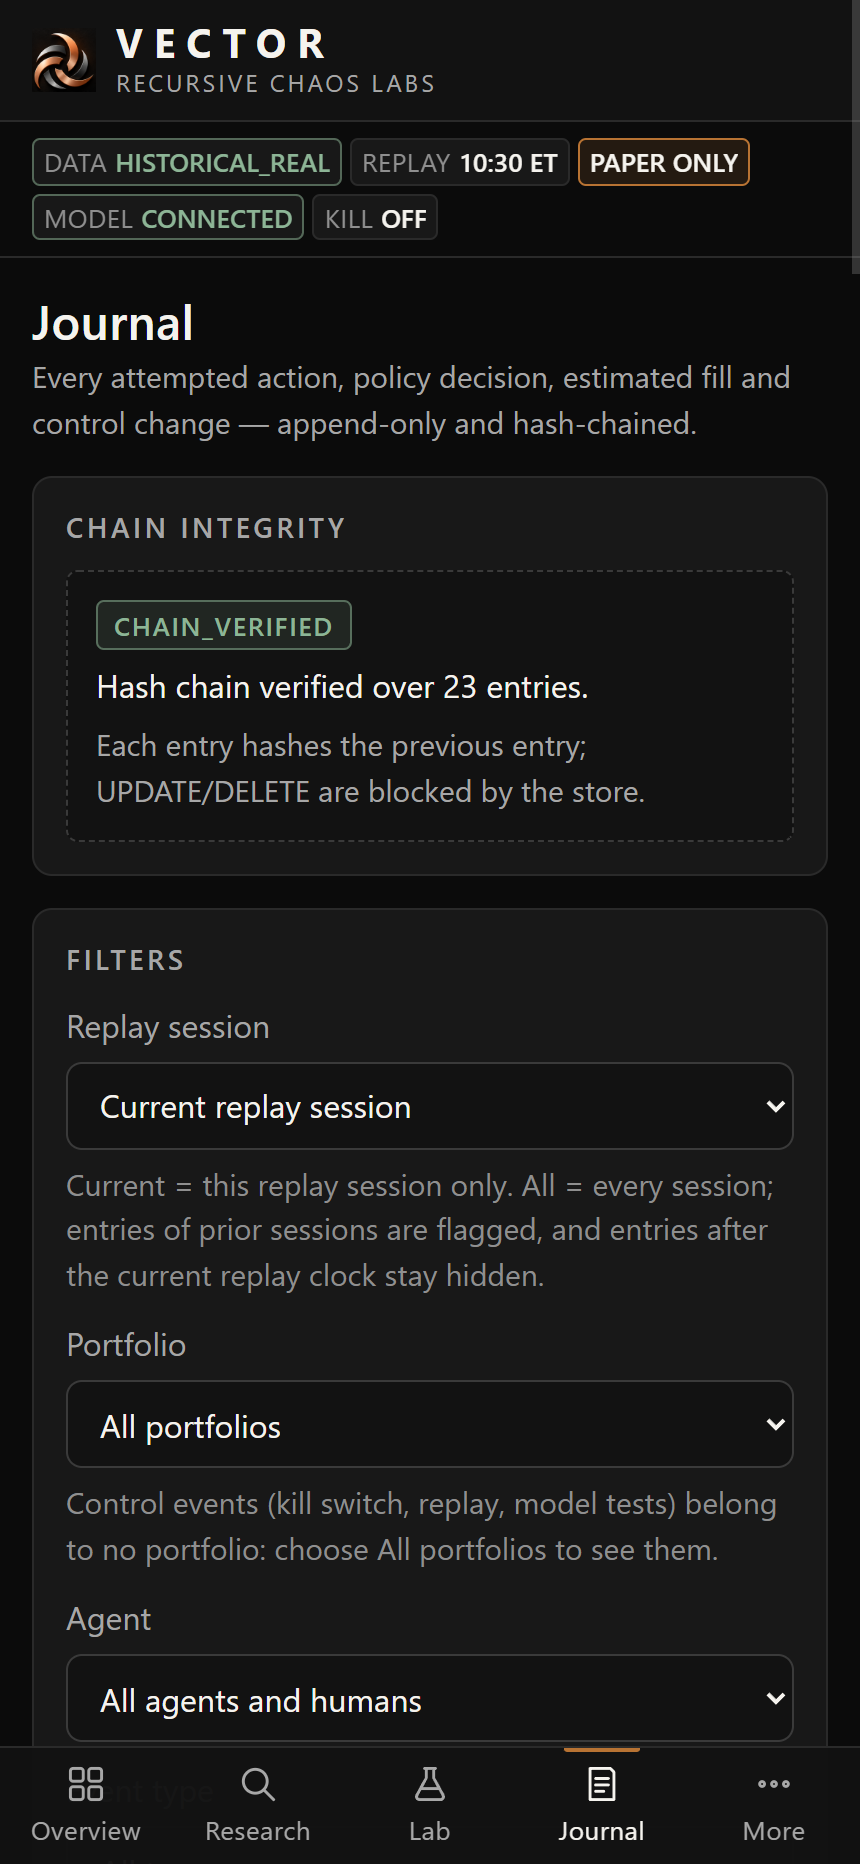 VECTOR
RECURSIVE CHAOS LABS
DATA HISTORICAL_REAL REPLAY 10:30 ET PAPER ONLY
MODEL CONNECTED KILL OFF
Journal
Every attempted action, policy decision, estimated fill and
control change — append-only and hash-chained.
CHAIN INTEGRITY
CHAIN_VERIFIED
Hash chain verified over 23 entries.
Each entry hashes the previous entry;
UPDATE/DELETE are blocked by the store.
FILTERS
Replay session
Current replay session
Current = this replay session only. All = every session;
entries of prior sessions are flagged, and entries after
the current replay clock stay hidden.
Portfolio
All portfolios
Control events (kill switch, replay, model tests) belong
to no portfolio: choose All portfolios to see them.
Agent
All agents and humans
type
Overview Research Lab Journal More